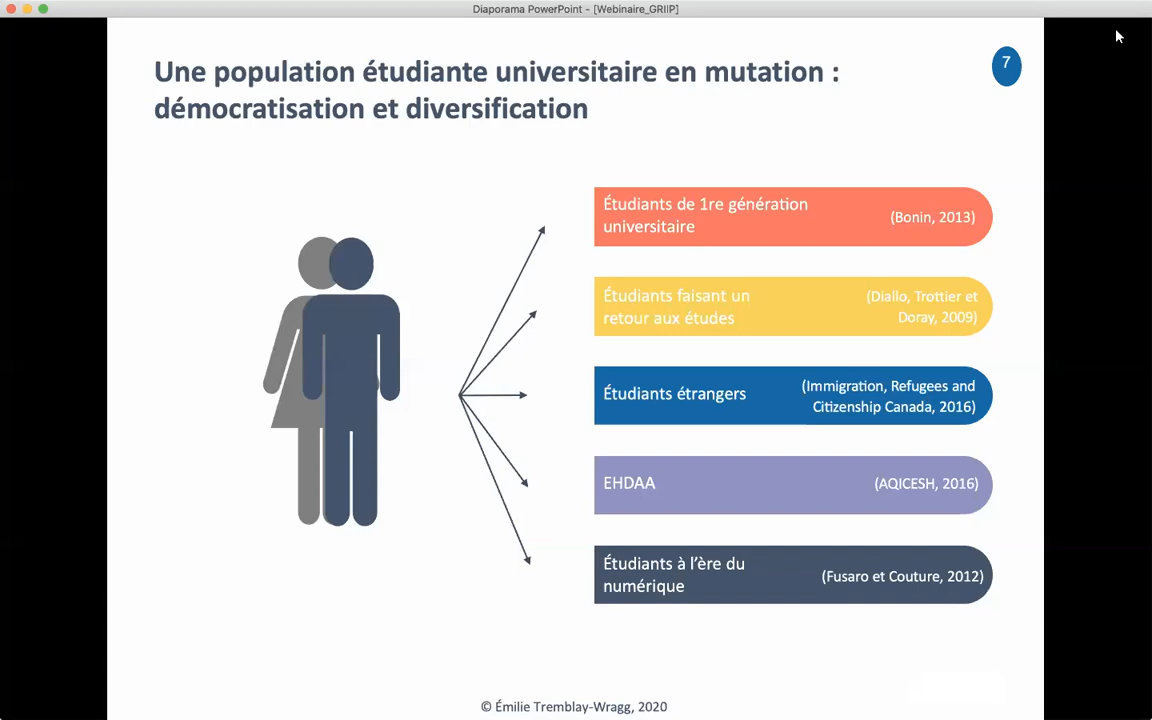 Diaporama PowerPoint - [Webinaire_GRIIP]
Une population étudiante universitaire en mutation :
démocratisation et diversification
7
Étudiants de 1re génération
universitaire
(Bonin, 2013)
Étudiants faisant un
retour aux études
(Diallo, Trottier et
Doray, 2009)
Étudiants étrangers
(Immigration, Refugees and
Citizenship Canada, 2016)
EHDAA
(AQICESH, 2016)
Étudiants à l’ère du
numérique
(Fusaro et Couture, 2012)
© Émilie Tremblay-Wragg, 2020